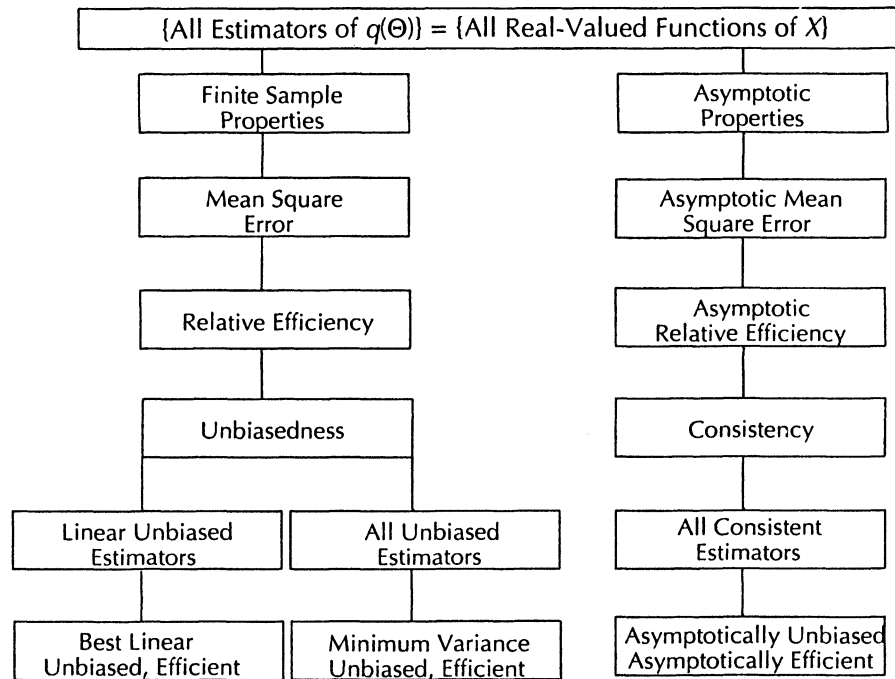 {All Estimators of q(Θ)} = {All Real-Valued Functions of X}
Finite Sample
Properties
Asymptotic
Properties
Mean Square
Error
Asymptotic Mean
Square Error
Relative Efficiency
Asymptotic
Relative Efficiency
Unbiasedness
Consistency
Linear Unbiased
Estimators
All Unbiased
Estimators
All Consistent
Estimators
Best Linear
Unbiased, Efficient
Minimum Variance
Unbiased, Efficient
Asymptotically Unbiased
Asymptotically Efficient